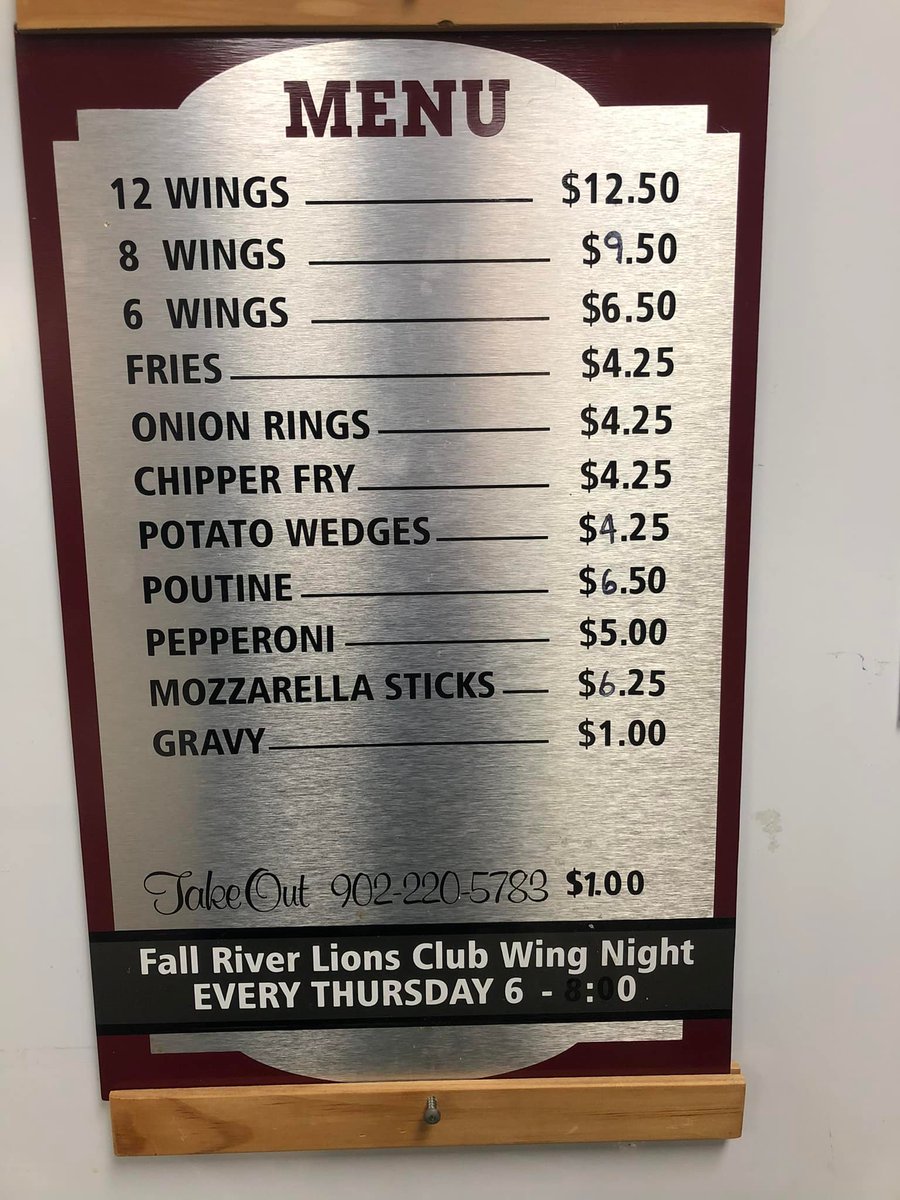 MENU
12 WINGS $12.50
8 WINGS $9.50
6 WINGS $6.50
FRIES $4.25
ONION RINGS $4.25
CHIPPER FRY $4.25
POTATO WEDGES $4.25
POUTINE $6.50
PEPPERONI $5.00
MOZZARELLA STICKS $6.25
GRAVY $1.00
Take Out 902-220-5783 $1.00
Fall River Lions Club Wing Night
EVERY THURSDAY 6 - 8:00